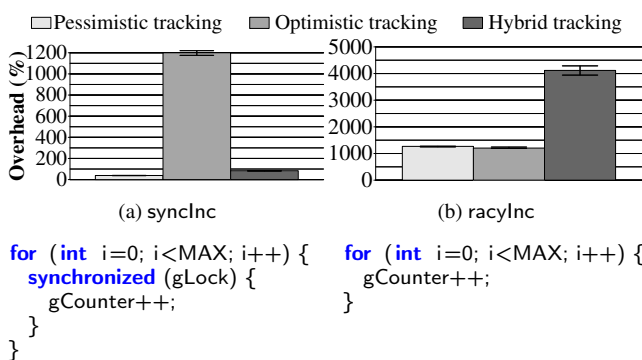 Pessimistic tracking Optimistic tracking Hybrid tracking
Overhead (%)
1200
1000
800
600
400
200
0
5000
4000
3000
2000
1000
0
(a) syncInc
(b) racyInc
for (int i=0; i<MAX; i++) {
synchronized (gLock) {
gCounter++;
}
}
for (int i=0; i<MAX; i++) {
gCounter++;
}